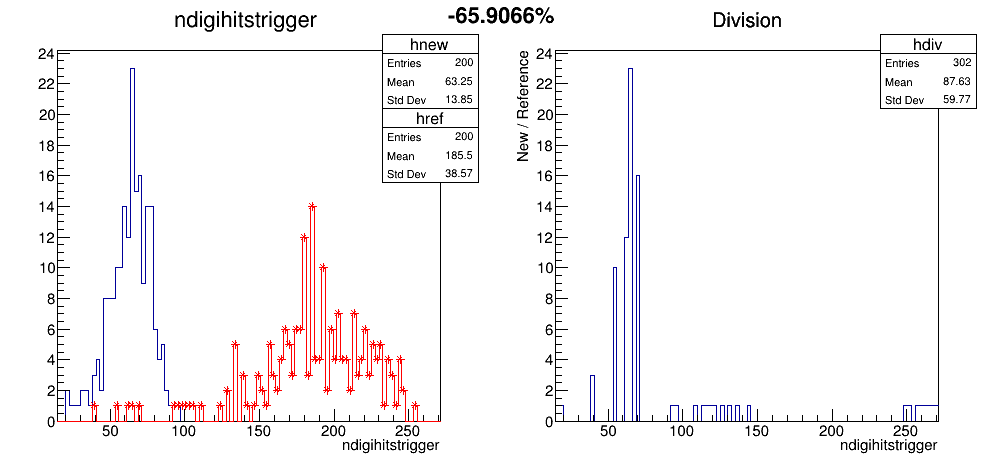 -65.9066%
ndigihitstrigger
hnew
Entries 200
Mean 63.25
Std Dev 13.85
href
Entries 200
Mean 185.5
Std Dev 38.57
24
22
20
18
16
14
12
10
8
6
4
2
0
50 100 150 200 250
ndigihitstrigger
Division
hdiv
Entries 302
Mean 87.63
Std Dev 59.77
New / Reference
24
22
20
18
16
14
12
10
8
6
4
2
0
50 100 150 200 250
ndigihitstrigger